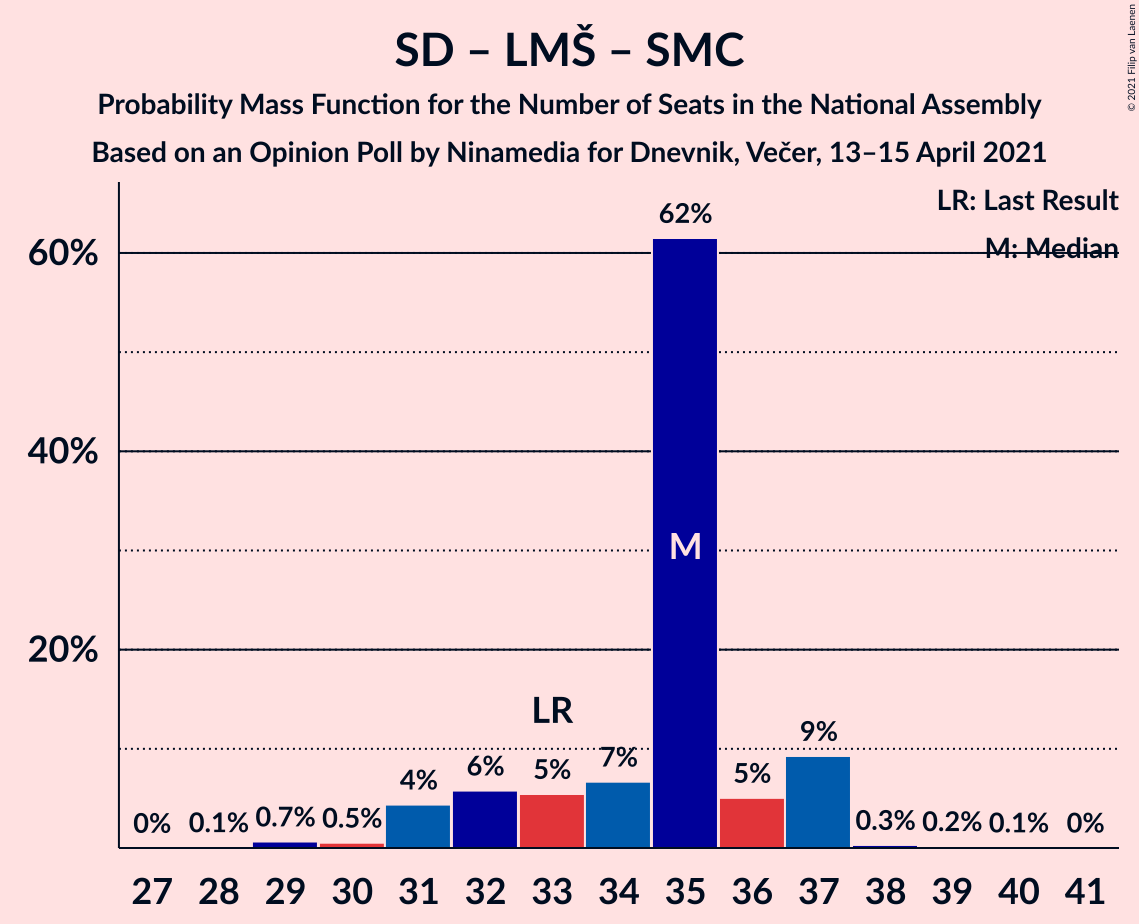 SD – LMŠ – SMC
Probability Mass Function for the Number of Seats in the National Assembly
Based on an Opinion Poll by Ninamedia for Dnevnik, Večer, 13–15 April 2021
© 2021 Filip van Laenen
LR: Last Result
M: Median
60%
40%
20%
0%
0.1%
0.7%
0.5%
4%
6%
5%
7%
62%
5%
9%
0.3%
0.2%
0.1%
0%
LR
M
27 28 29 30 31 32 33 34 35 36 37 38 39 40 41